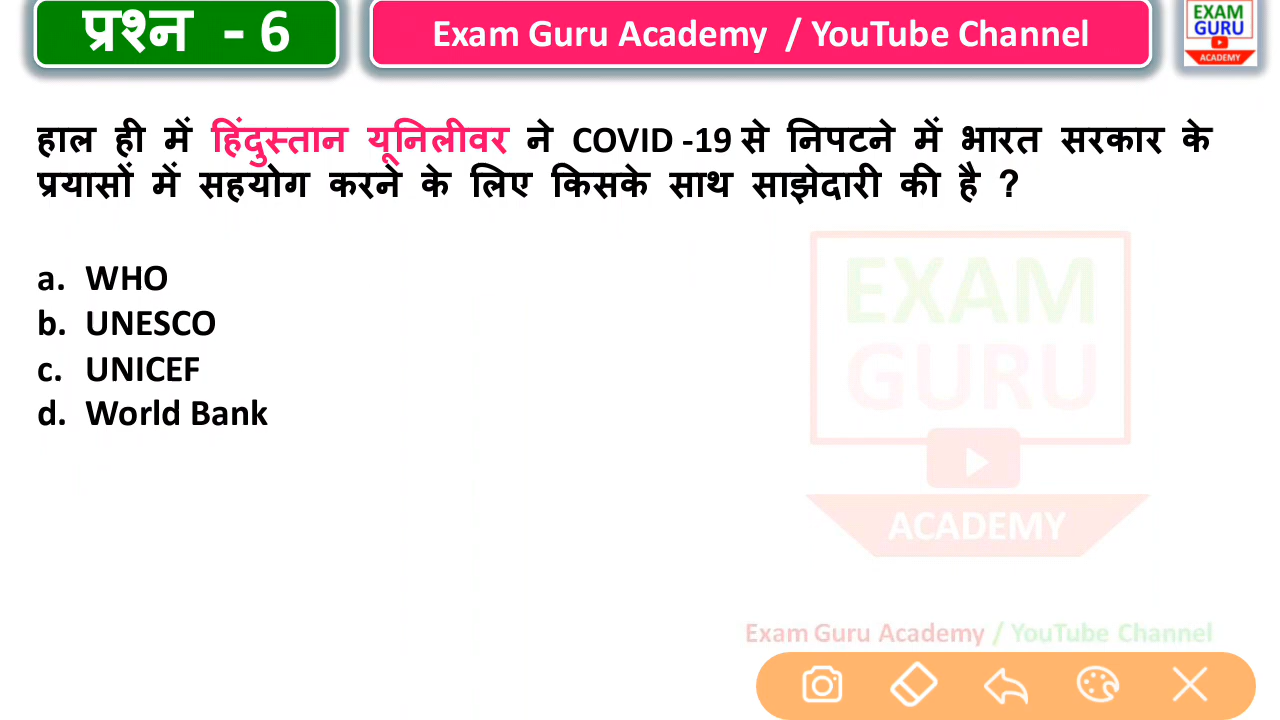 प्रश्न - 6
Exam Guru Academy / YouTube Channel
EXAM
GURU
ACADEMY
हाल ही में हिंदुस्तान यूनिलीवर ने COVID -19 से निपटने में भारत सरकार के
प्रयासों में सहयोग करने के लिए किसके साथ साझेदारी की है ?
a. WHO
b. UNESCO
c. UNICEF
d. World Bank
EXAM
GURU
ACADEMY
Exam Guru Academy / YouTube Channel